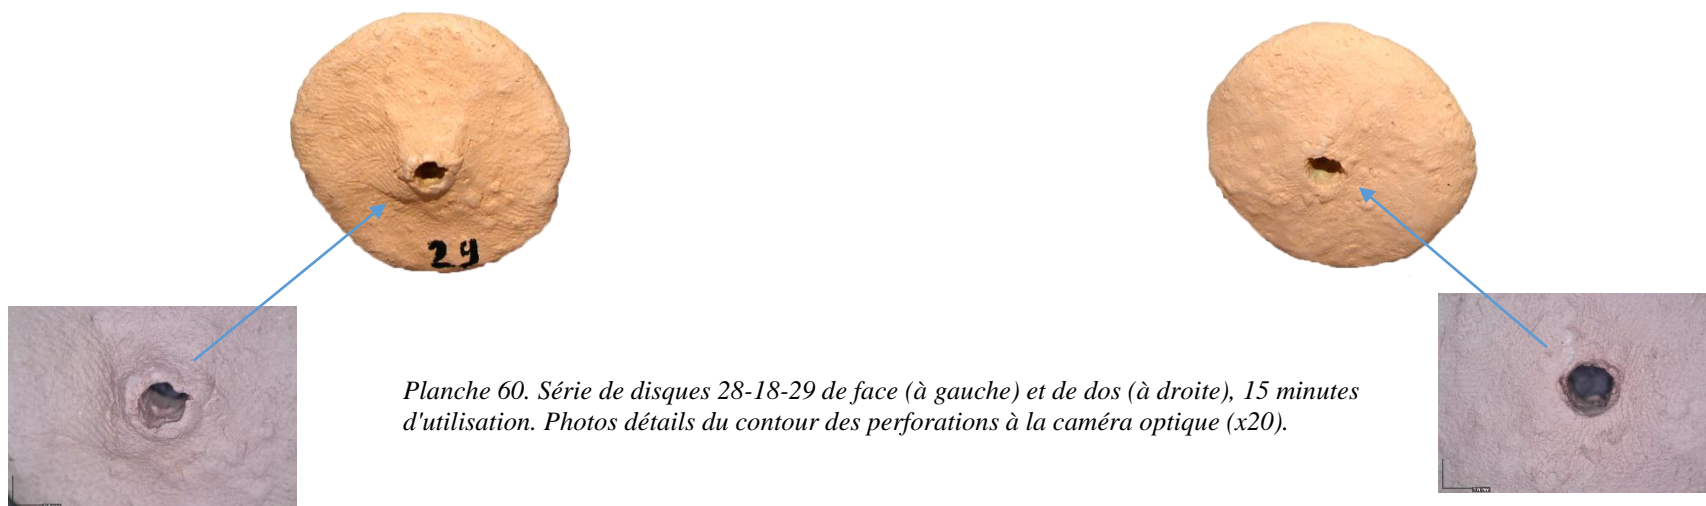 29
Planche 60. Série de disques 28-18-29 de face (à gauche) et de dos (à droite), 15 minutes
d'utilisation. Photos détails du contour des perforations à la caméra optique (x20).